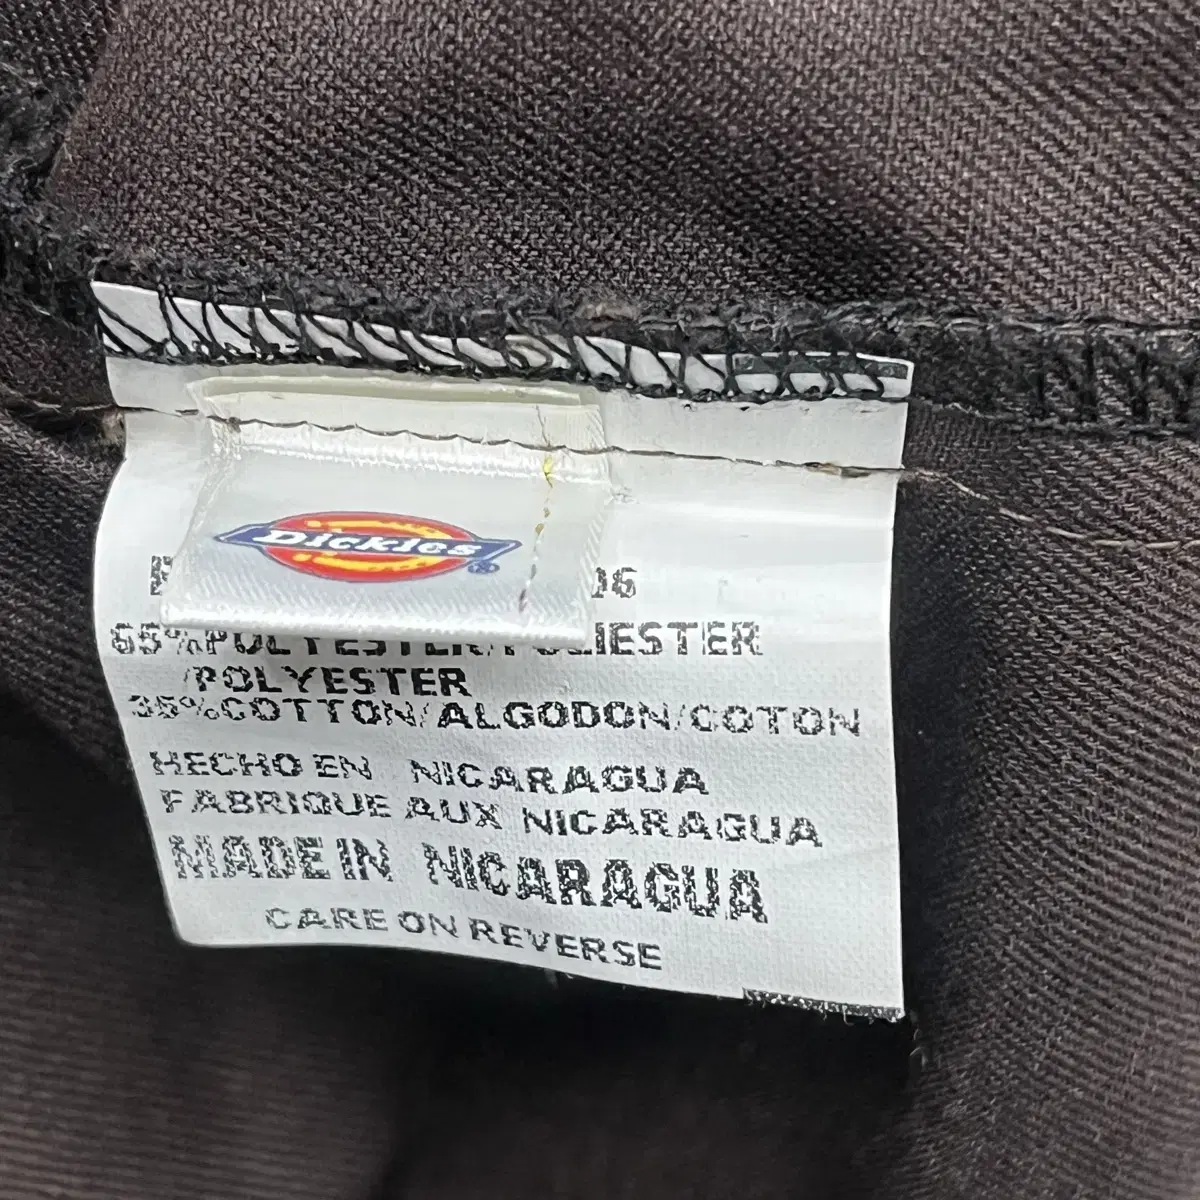 Dickies®
06
65%POLYESTER/POLIESTER
/POLYESTER
35%COTTON/ALGODON/COTON
HECHO EN NICARAGUA
FABRIQUE AUX NICARAGUA
MADE IN NICARAGUA
CARE ON REVERSE